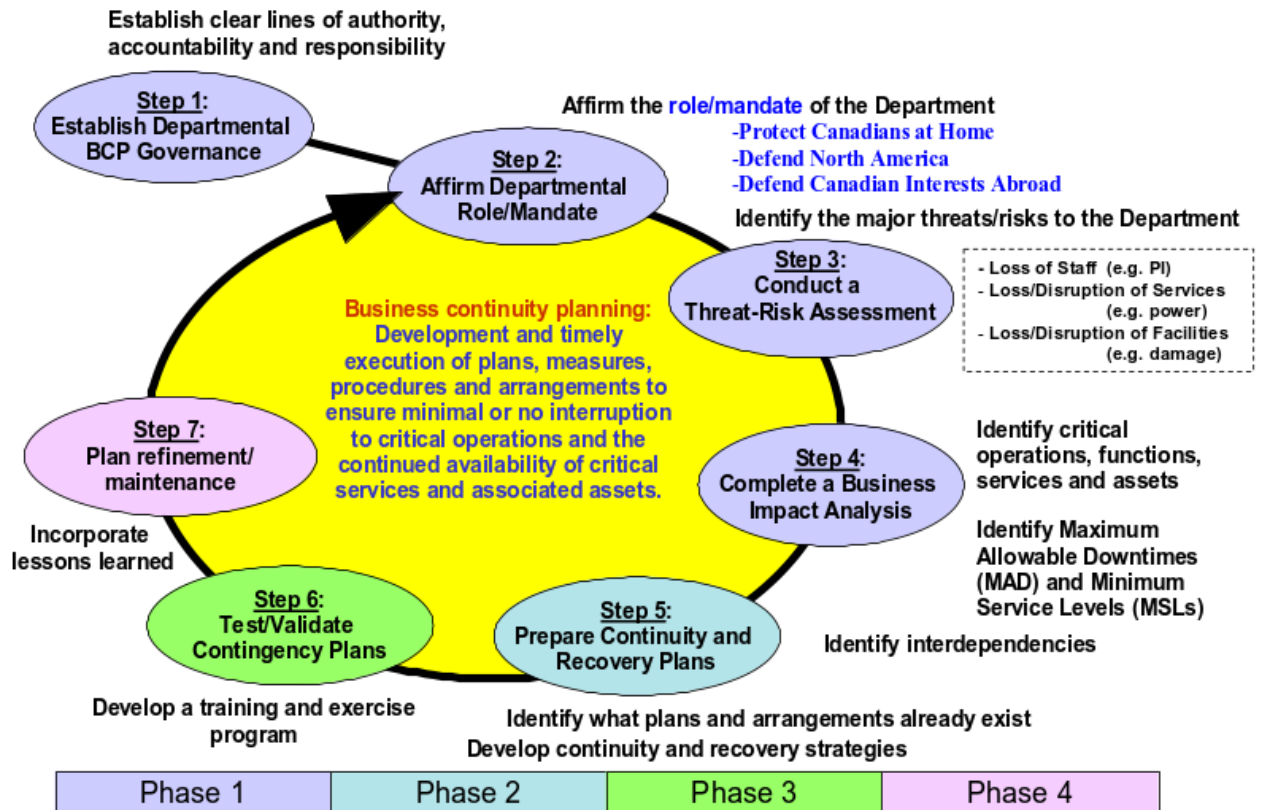 Establish clear lines of authority,
accountability and responsibility
Step 1:
Establish Departmental
BCP Governance
Affirm the role/mandate of the Department
-Protect Canadians at Home
-Defend North America
-Defend Canadian Interests Abroad
Step 2:
Affirm Departmental
Role/Mandate
Identify the major threats/risks to the Department
Step 3:
Conduct a
Threat-Risk Assessment
- Loss of Staff (e.g. PI)
- Loss/Disruption of Services
(e.g. power)
- Loss/Disruption of Facilities
(e.g. damage)
Business continuity planning:
Development and timely
execution of plans, measures,
procedures and arrangements to
ensure minimal or no interruption
to critical operations and the
continued availability of critical
services and associated assets.
Step 4:
Complete a Business
Impact Analysis
Identify critical
operations, functions,
services and assets
Identify Maximum
Allowable Downtimes
(MAD) and Minimum
Service Levels (MSLs)
Identify interdependencies
Step 5:
Prepare Continuity and
Recovery Plans
Identify what plans and arrangements already exist
Develop continuity and recovery strategies
Step 6:
Test/Validate
Contingency Plans
Develop a training and exercise
program
Step 7:
Plan refinement/
maintenance
Incorporate
lessons learned
Phase 1
Phase 2
Phase 3
Phase 4